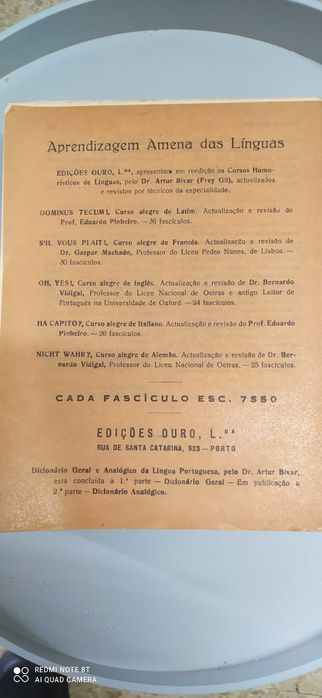 Aprendizagem Amena das Línguas
EDIÇÕES OURO, L.DA, apresentam em reedição os Cursos Humo-
rísticos de Línguas, pelo Dr. Artur Bivar (Frey Gil), actualizados
e revistos por técnicos da especialidade.
DOMINUS TECUM!, Curso alegre de Latim. Actualização e revisão do
Prof. Eduardo Pinheiro. — 36 fascículos.
S'IL VOUS PLAIT!, Curso alegre de Francês. Actualização e revisão de
Dr. Gaspar Machado, Professor do Liceu Pedro Nunes, de Lisboa. —
30 fascículos.
OH, YES!, Curso alegre de Inglês. Actualização e revisão do Dr. Bernardo
Vidigal, Professor do Liceu Nacional de Oeiras e antigo Leitor de
Português na Universidade de Oxford. — 24 fascículos.
HA CAPITO?, Curso alegre de Italiano. Actualização e revisão do Prof. Eduardo
Pinheiro. — 26 fascículos.
NICHT WAHR?, Curso alegre de Alemão. Actualização e revisão de Dr. Ber-
nardo Vidigal, Professor do Liceu Nacional de Oeiras. — 25 fascículos.
CADA FASCÍCULO ESC. 7$50
EDIÇÕES OURO, L.DA
RUA DE SANTA CATARINA, 923 — PORTO
Dicionário Geral e Analógico da Língua Portuguesa, pelo Dr. Artur Bivar,
está concluída a 1.ª parte — Dicionário Geral — Em publicação a
2.ª parte — Dicionário Analógico.
REDMI NOTE 8T
AI QUAD CAMERA